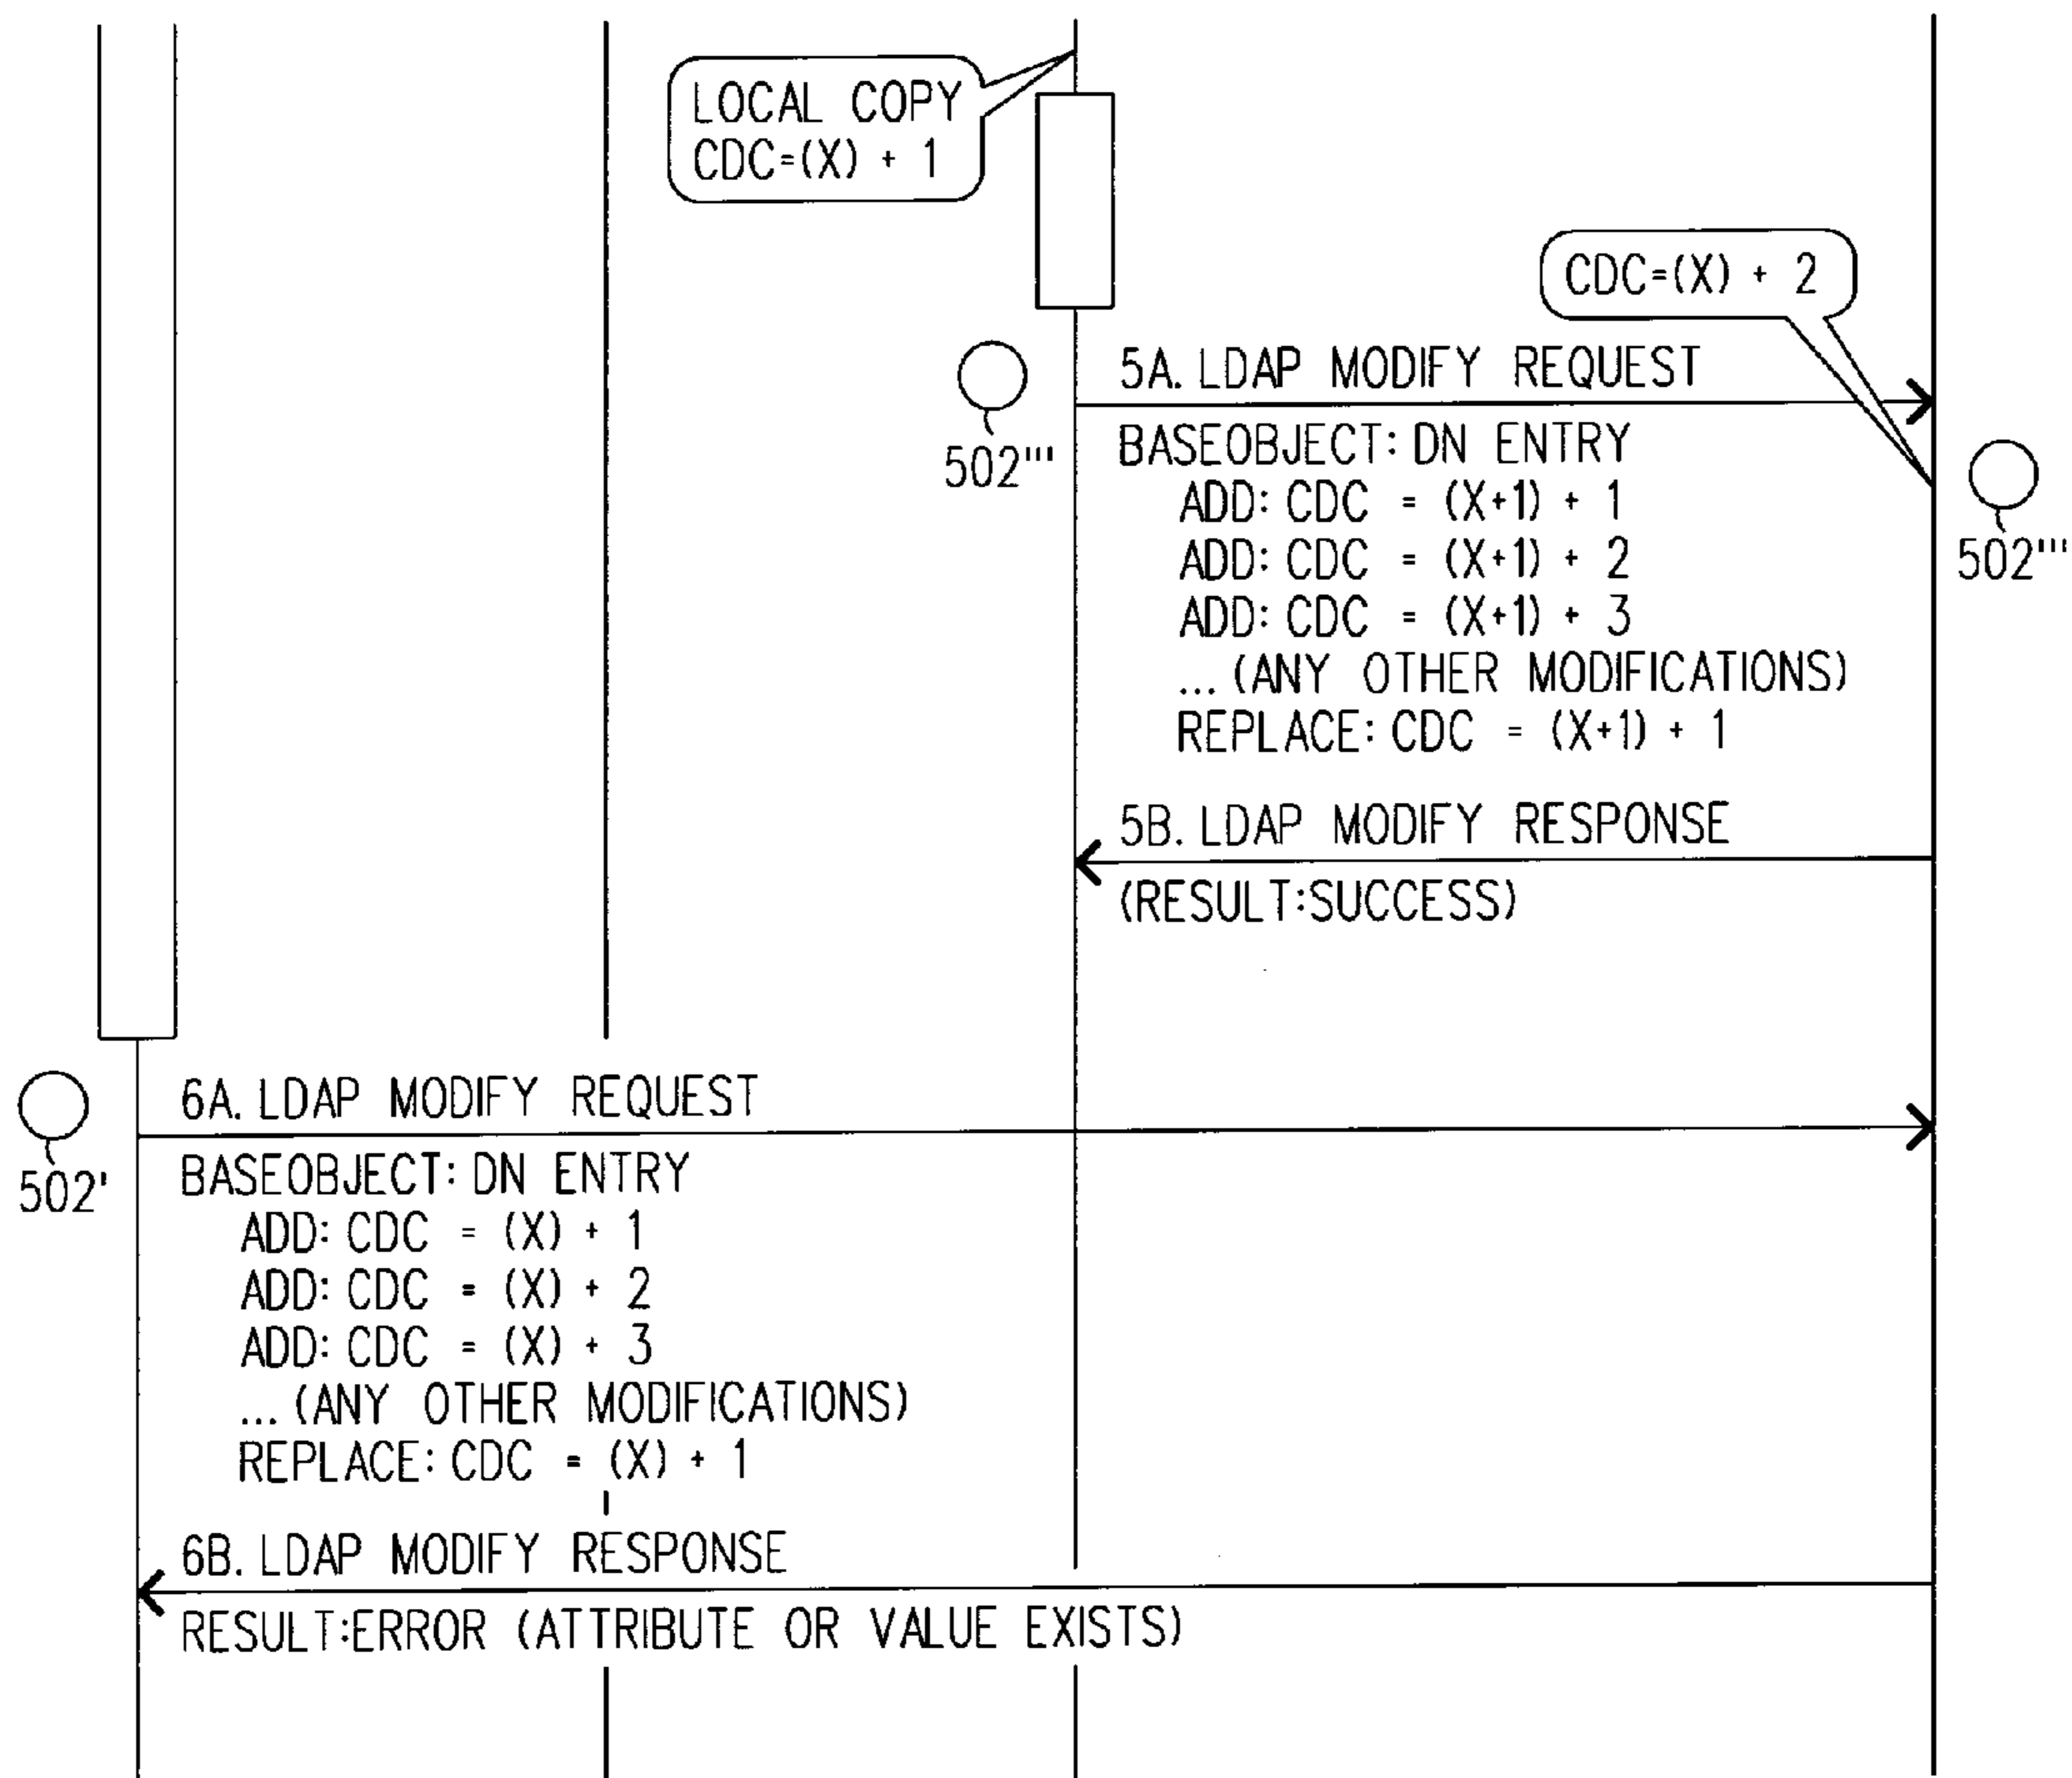 LOCAL COPY
CDC=(X) + 1
CDC=(X) + 2
5A. LDAP MODIFY REQUEST
502'''
BASEOBJECT: DN ENTRY
ADD: CDC = (X+1) + 1
ADD: CDC = (X+1) + 2
ADD: CDC = (X+1) + 3
... (ANY OTHER MODIFICATIONS)
REPLACE: CDC = (X+1) + 1
502'''
5B. LDAP MODIFY RESPONSE
(RESULT:SUCCESS)
6A. LDAP MODIFY REQUEST
502'
BASEOBJECT: DN ENTRY
ADD: CDC = (X) + 1
ADD: CDC = (X) + 2
ADD: CDC = (X) + 3
... (ANY OTHER MODIFICATIONS)
REPLACE: CDC = (X) + 1
6B. LDAP MODIFY RESPONSE
RESULT:ERROR (ATTRIBUTE OR VALUE EXISTS)